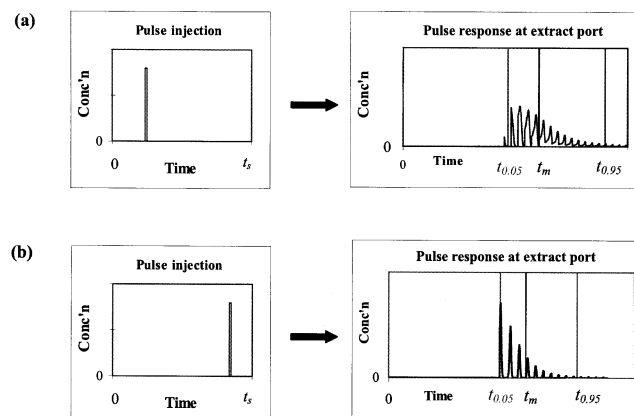 (a)
Pulse injection
Conc'n
0
0
Time
t_s
Pulse response at extract port
Conc'n
0
0
Time
t_0.05
t_m
t_0.95
(b)
Pulse injection
Conc'n
0
0
Time
t_s
Pulse response at extract port
Conc'n
0
0
Time
t_0.05
t_m
t_0.95